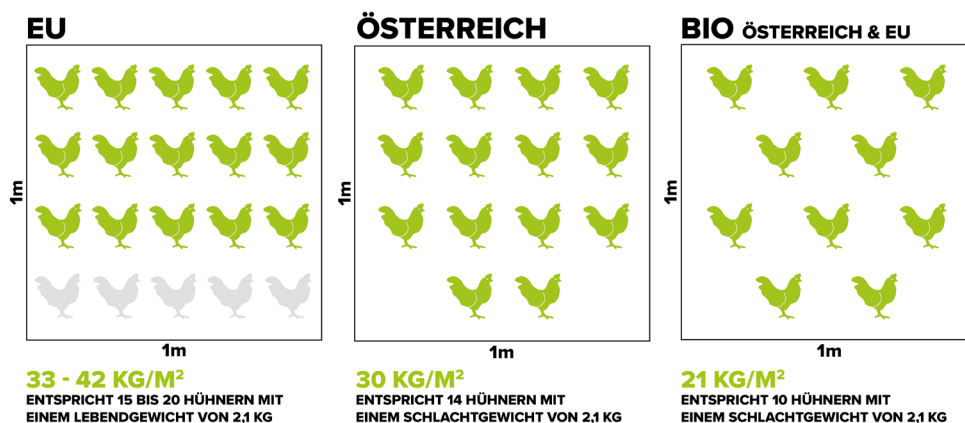 EU
1m
1m
33 - 42 KG/M²
ENTSPRICHT 15 BIS 20 HÜHNERN MIT
EINEM LEBENDGEWICHT VON 2,1 KG
ÖSTERREICH
1m
1m
30 KG/M²
ENTSPRICHT 14 HÜHNERN MIT
EINEM SCHLACHTGEWICHT VON 2,1 KG
BIO ÖSTERREICH & EU
1m
1m
21 KG/M²
ENTSPRICHT 10 HÜHNERN MIT
EINEM SCHLACHTGEWICHT VON 2,1 KG